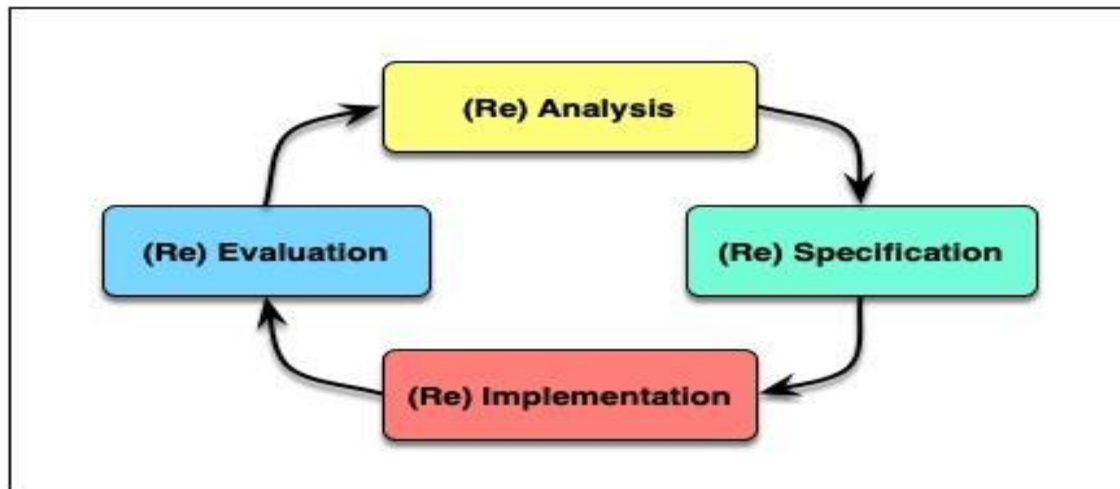 (Re) Analysis
(Re) Evaluation
(Re) Specification
(Re) Implementation